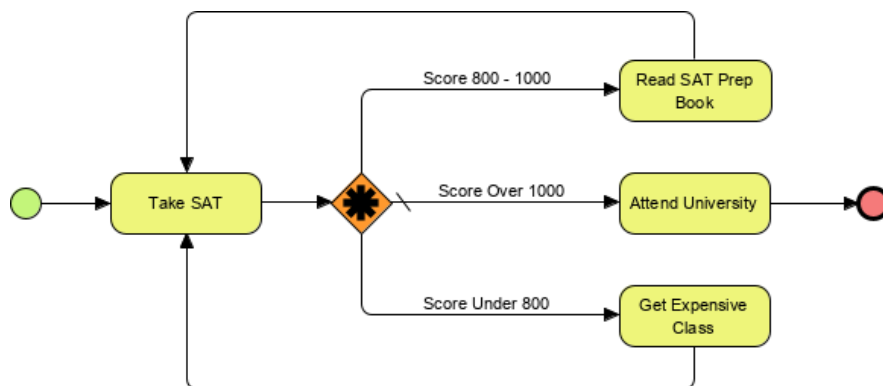 Score 800 - 1000
Read SAT Prep
Book
Take SAT
Score Over 1000
Attend University
Score Under 800
Get Expensive
Class